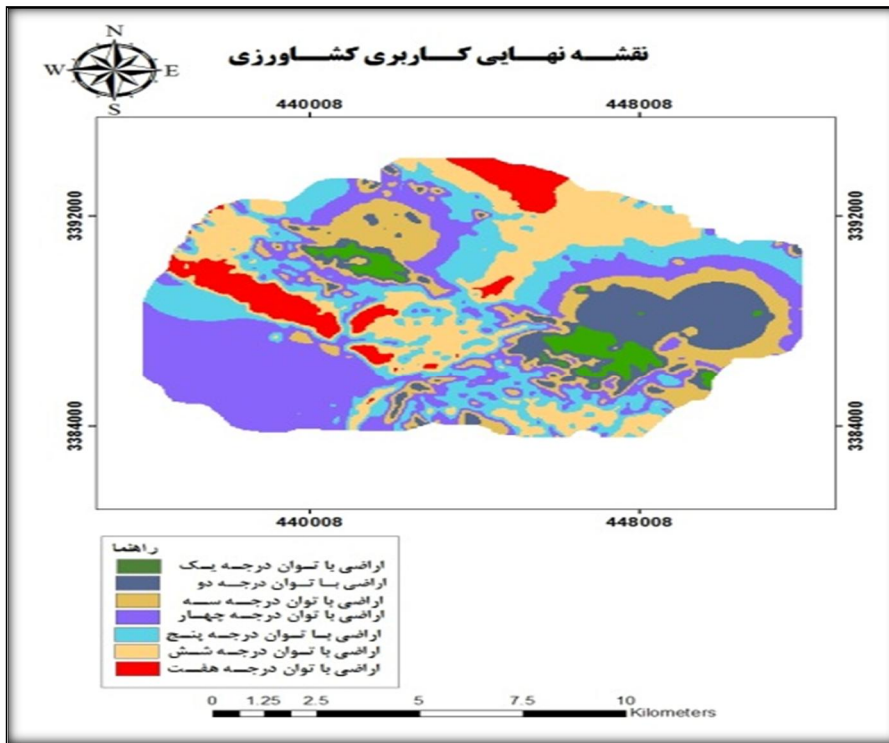 N
W E
S
نقشه نهایی کاربری کشاورزی
440008 448008
3392000 3392000
3384000 3384000
440008 448008
راهنما
اراضی با توان درجه یک
اراضی با توان درجه دو
اراضی با توان درجه سه
اراضی با توان درجه چهار
اراضی با توان درجه پنج
اراضی با توان درجه شش
اراضی با توان درجه هفت
0 1.25 2.5 5 7.5 10
Kilometers